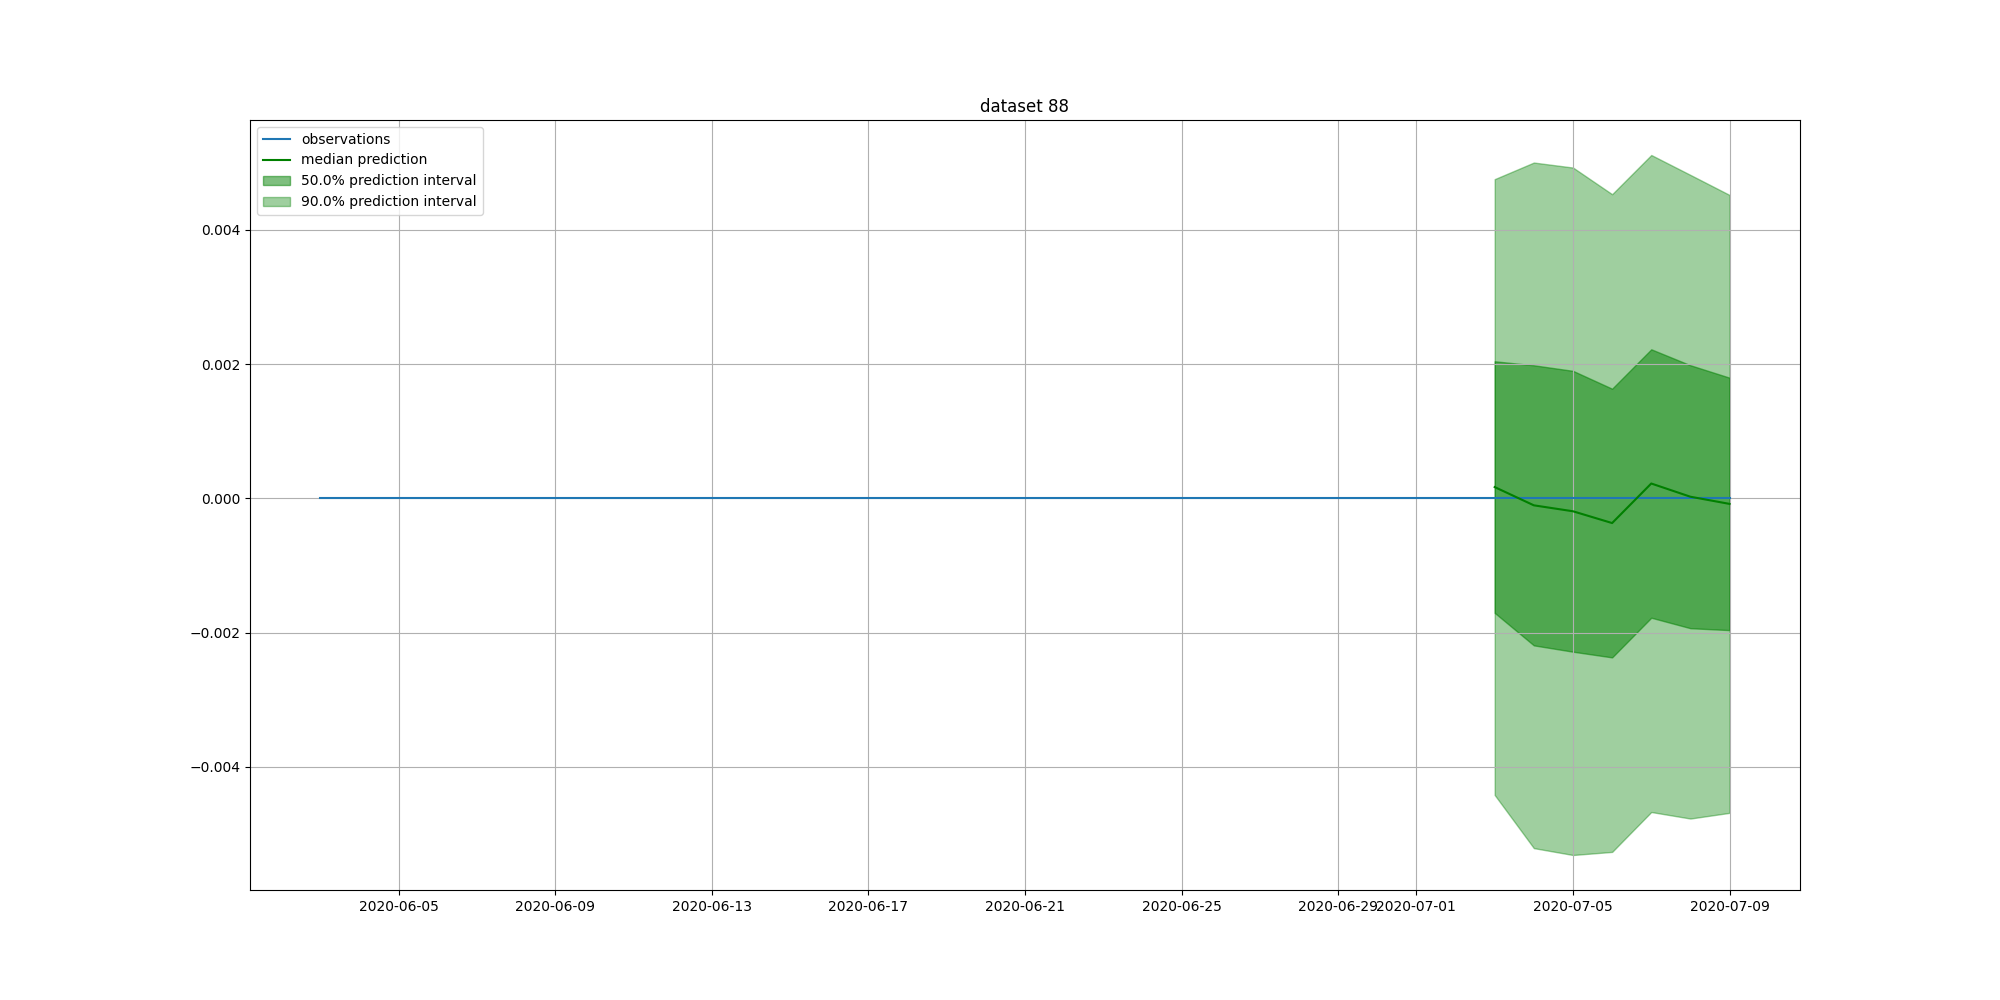 dataset 88
observations
median prediction
50.0% prediction interval
90.0% prediction interval
0.004
0.002
0.000
−0.002
−0.004
2020-06-05 2020-06-09 2020-06-13 2020-06-17 2020-06-21 2020-06-25 2020-06-29 2020-07-01 2020-07-05 2020-07-09